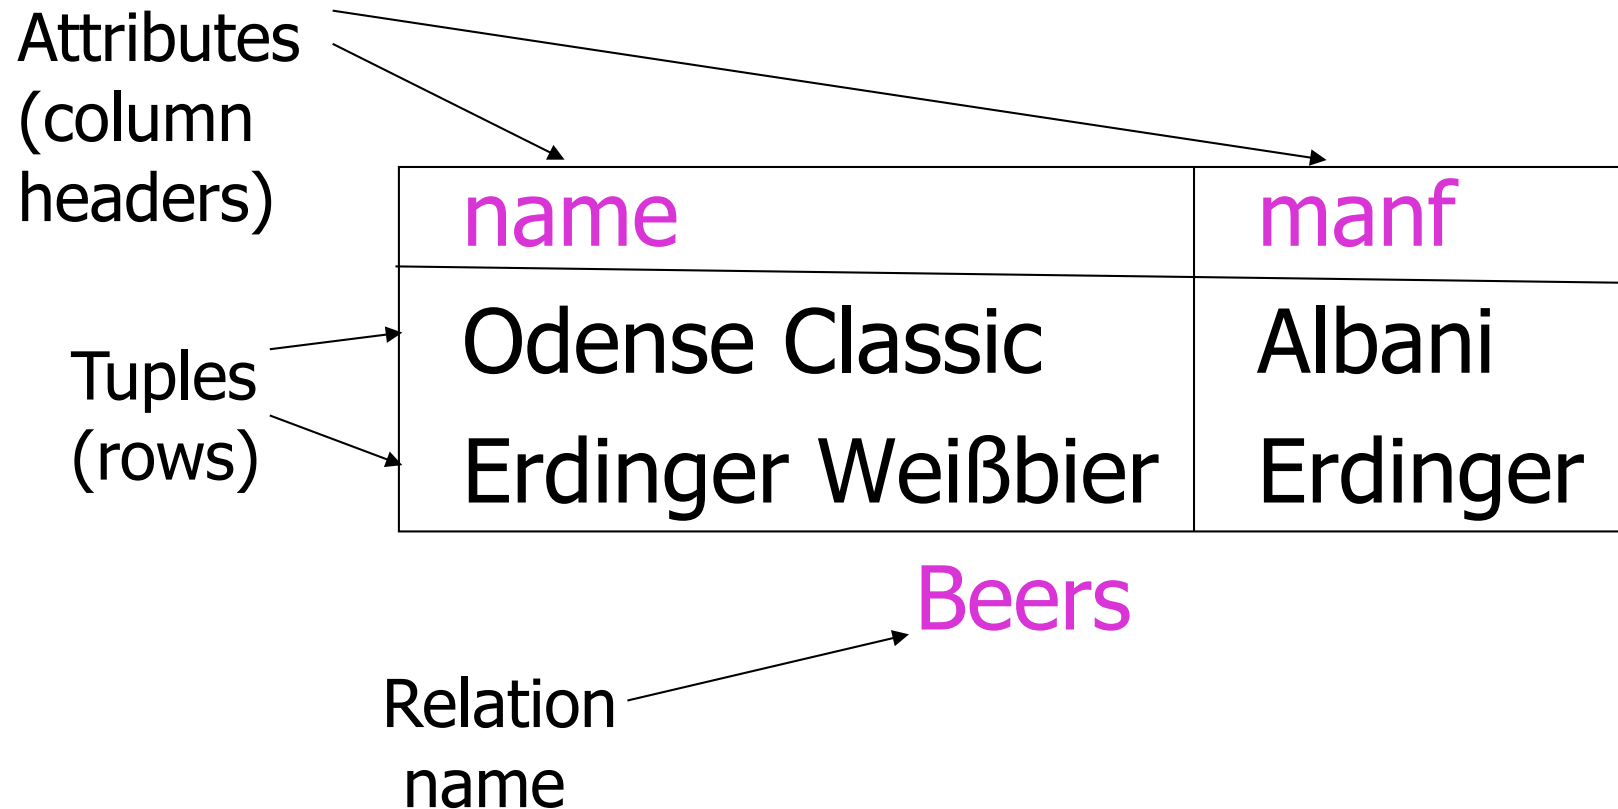 Attributes
(column
headers)
name manf
Odense Classic Albani
Tuples
(rows)
Erdinger Weißbier Erdinger
Beers
Relation
name